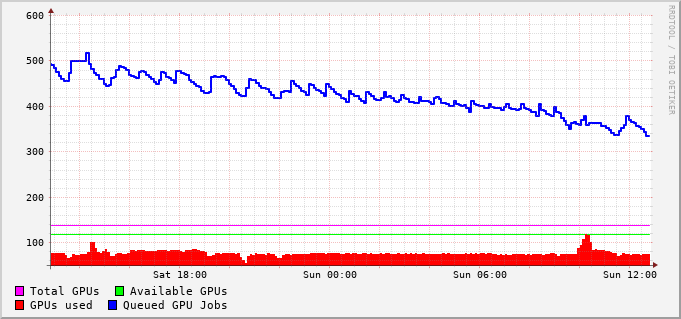 600
500
400
300
200
100
Sat 18:00 Sun 00:00 Sun 06:00 Sun 12:00
Total GPUs Available GPUs
GPUs used Queued GPU Jobs
RRDTOOL / TOBI OETIKER